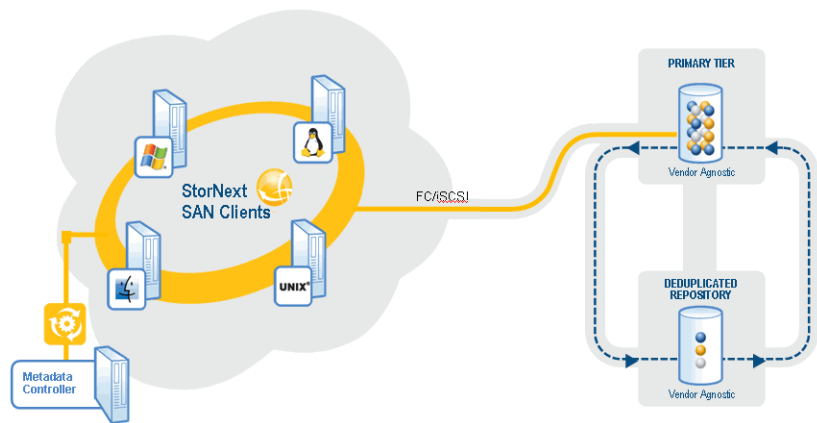 PRIMARY TIER
Vendor Agnostic
StorNext
SAN Clients
FC/iSCSI
UNIX®
DEDUPLICATED
REPOSITORY
Vendor Agnostic
Metadata
Controller